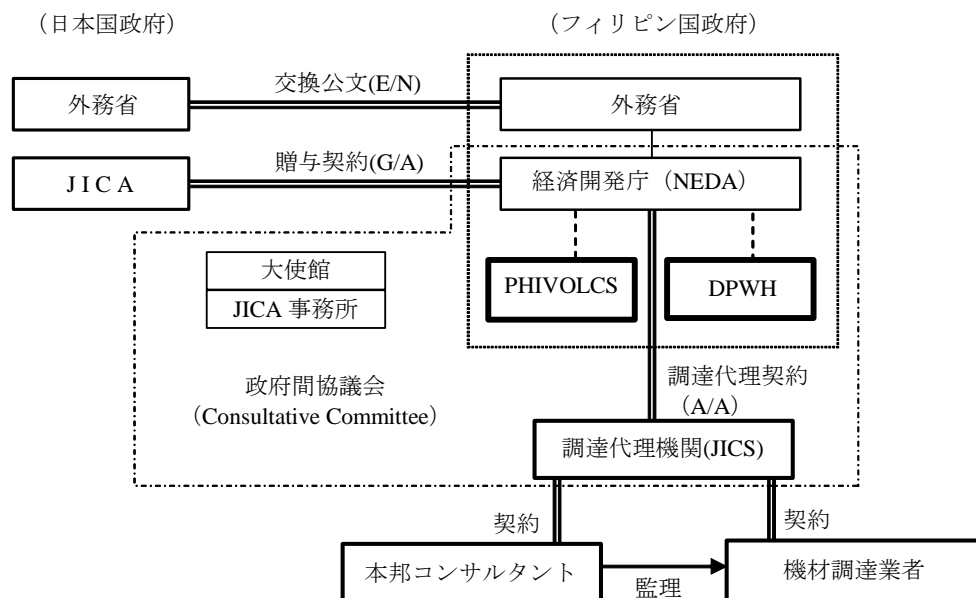 （日本国政府）
（フィリピン国政府）
交換公文(E/N)
外務省
外務省
贈与契約(G/A)
J I C A
経済開発庁（NEDA）
大使館
JICA 事務所
PHIVOLCS
DPWH
政府間協議会
（Consultative Committee）
調達代理契約
（A/A）
調達代理機関(JICS)
契約
契約
本邦コンサルタント
監理
機材調達業者